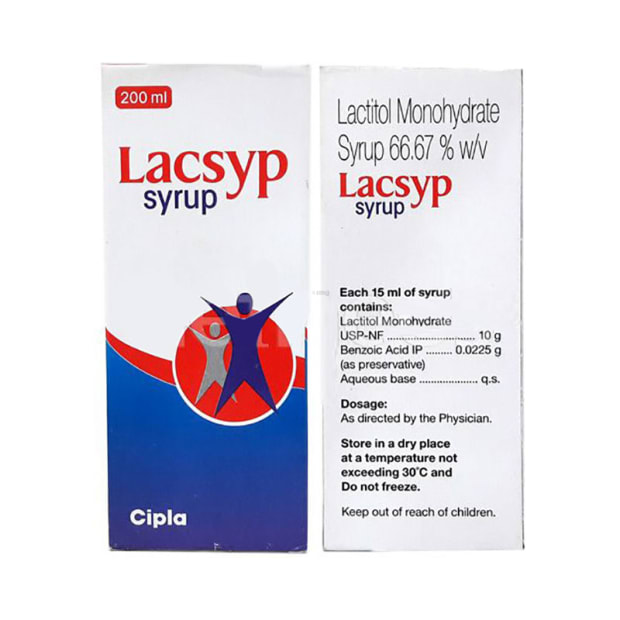 200 ml
Lacsyp
syrup
Cipla
Lactitol Monohydrate
Syrup 66.67 % w/v
Lacsyp
syrup
Each 15 ml of syrup
contains:
Lactitol Monohydrate
USP-NF ............................ 10 g
Benzoic Acid IP ........ 0.0225 g
(as preservative)
Aqueous base .................. q.s.
Dosage:
As directed by the Physician.
Store in a dry place
at a temperature not
exceeding 30°C and
Do not freeze.
Keep out of reach of children.